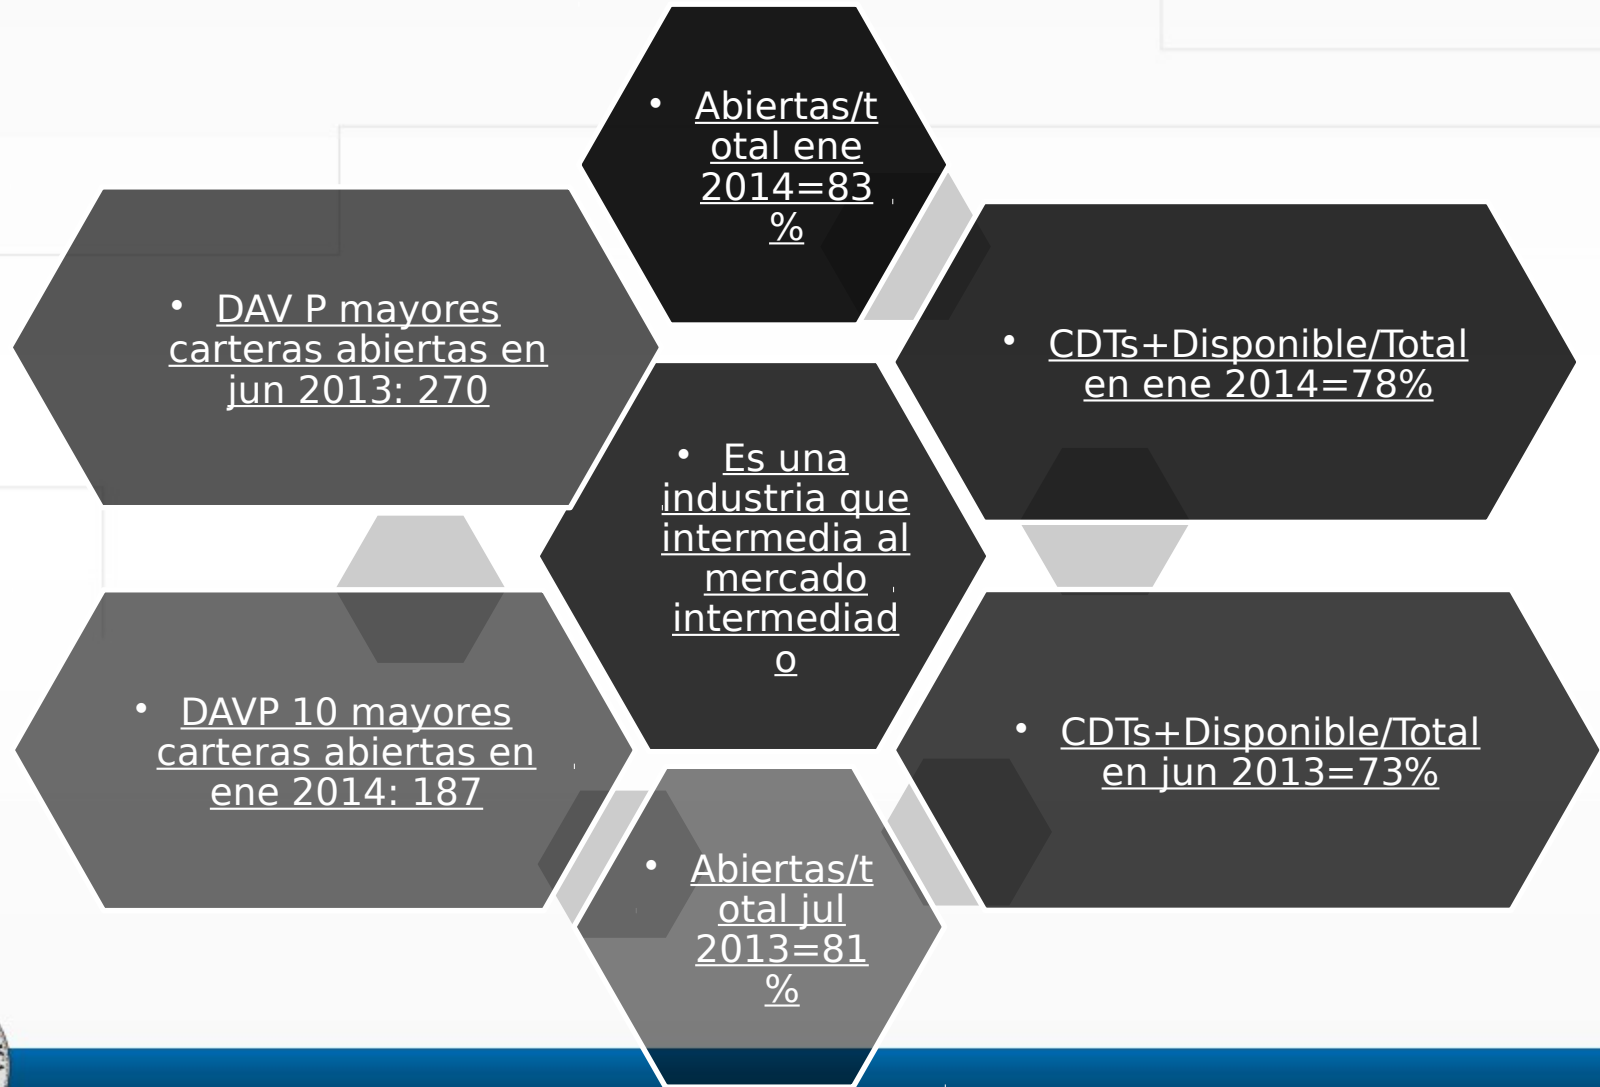 • Abiertas/t
otal ene
2014=83
%
• DAV P mayores
carteras abiertas en
jun 2013: 270
• CDTs+Disponible/Total
en ene 2014=78%
• Es una
industria que
intermedia al
mercado
intermediad
o
• DAVP 10 mayores
carteras abiertas en
ene 2014: 187
• CDTs+Disponible/Total
en jun 2013=73%
• Abiertas/t
otal jul
2013=81
%